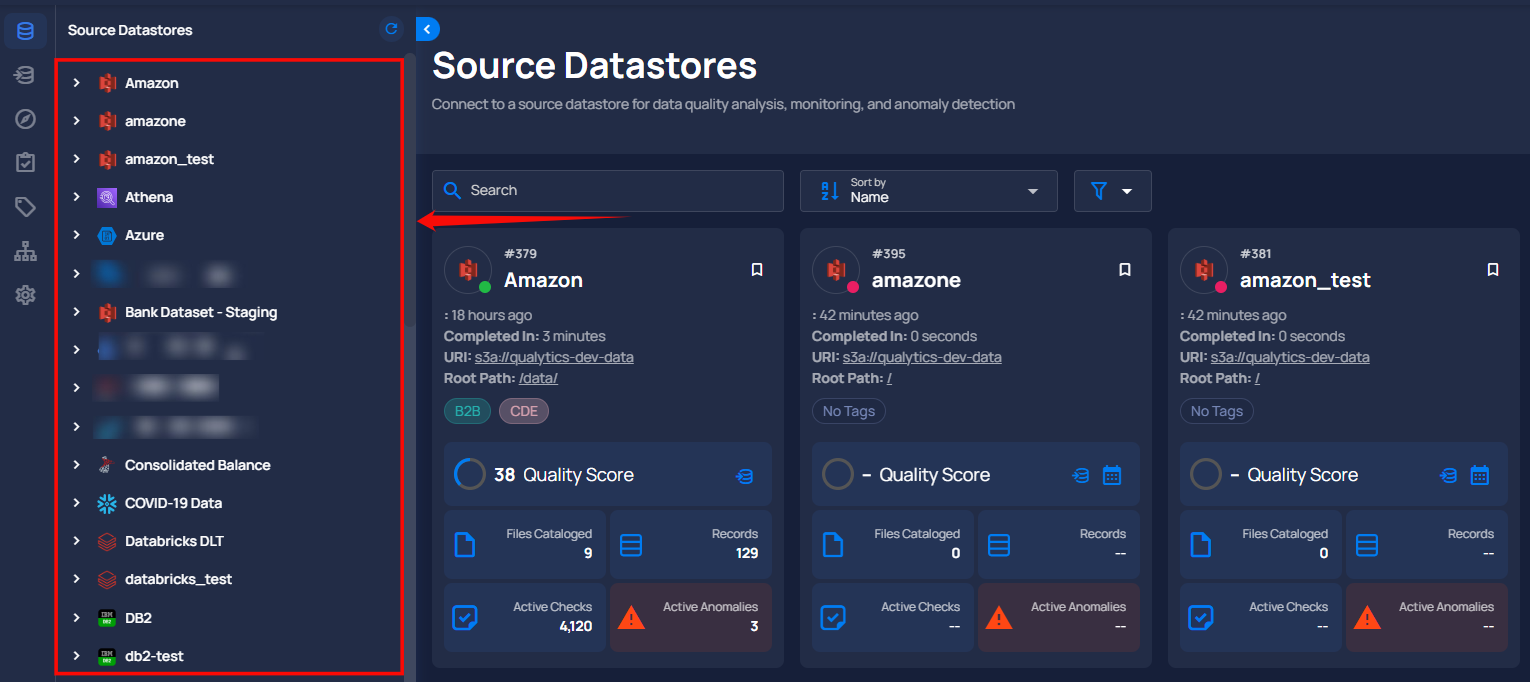 Source Datastores
Amazon
amazone
amazon_test
Athena
Azure
Bank Dataset - Staging
Consolidated Balance
COVID-19 Data
Databricks DLT
databricks_test
IBM
DB2
DB2
IBM
DB2
db2-test
Source Datastores
Connect to a source datastore for data quality analysis, monitoring, and anomaly detection
Search
A
Z
Sort by
Name
#379
Amazon
: 18 hours ago
Completed In: 3 minutes
URI: s3a://qualytics-dev-data
Root Path: /data/
B2B CDE
38 Quality Score
Files Cataloged
9
Records
129
Active Checks
4,120
Active Anomalies
3
#395
amazone
: 42 minutes ago
Completed In: 0 seconds
URI: s3a://qualytics-dev-data
Root Path: /
No Tags
– Quality Score
Files Cataloged
0
Records
--
Active Checks
--
Active Anomalies
--
#381
amazon_test
: 42 minutes ago
Completed In: 0 seconds
URI: s3a://qualytics-dev-data
Root Path: /
No Tags
– Quality Score
Files Cataloged
0
Records
--
Active Checks
--
Active Anomalies
--